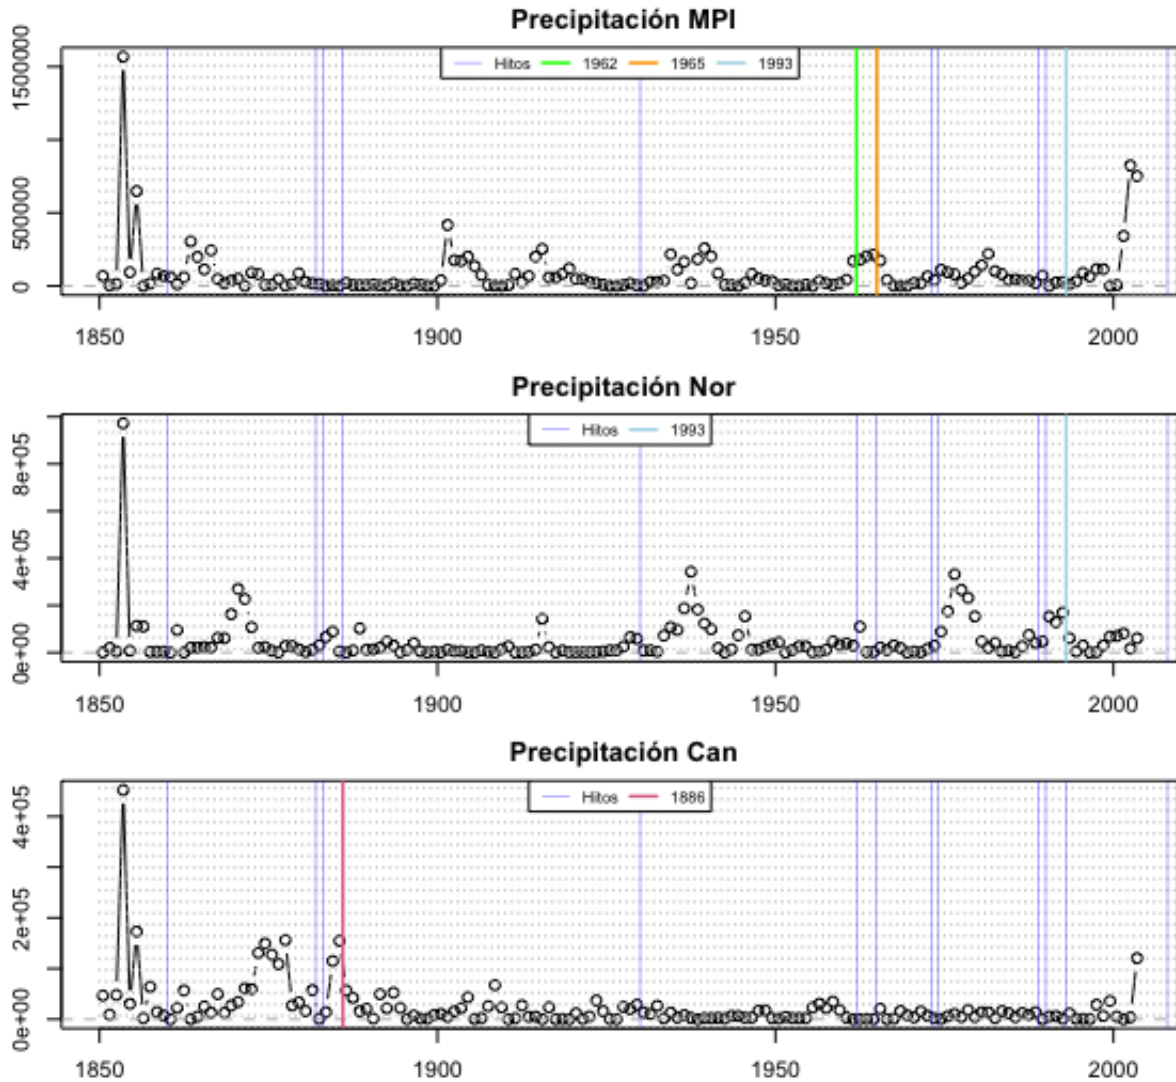 Precipitación MPI
Hitos 1962 1965 1993
1500000
500000
0
1850 1900 1950 2000
Precipitación Nor
Hitos 1993
8e+05
4e+05
0e+00
1850 1900 1950 2000
Precipitación Can
Hitos 1886
4e+05
2e+05
0e+00
1850 1900 1950 2000